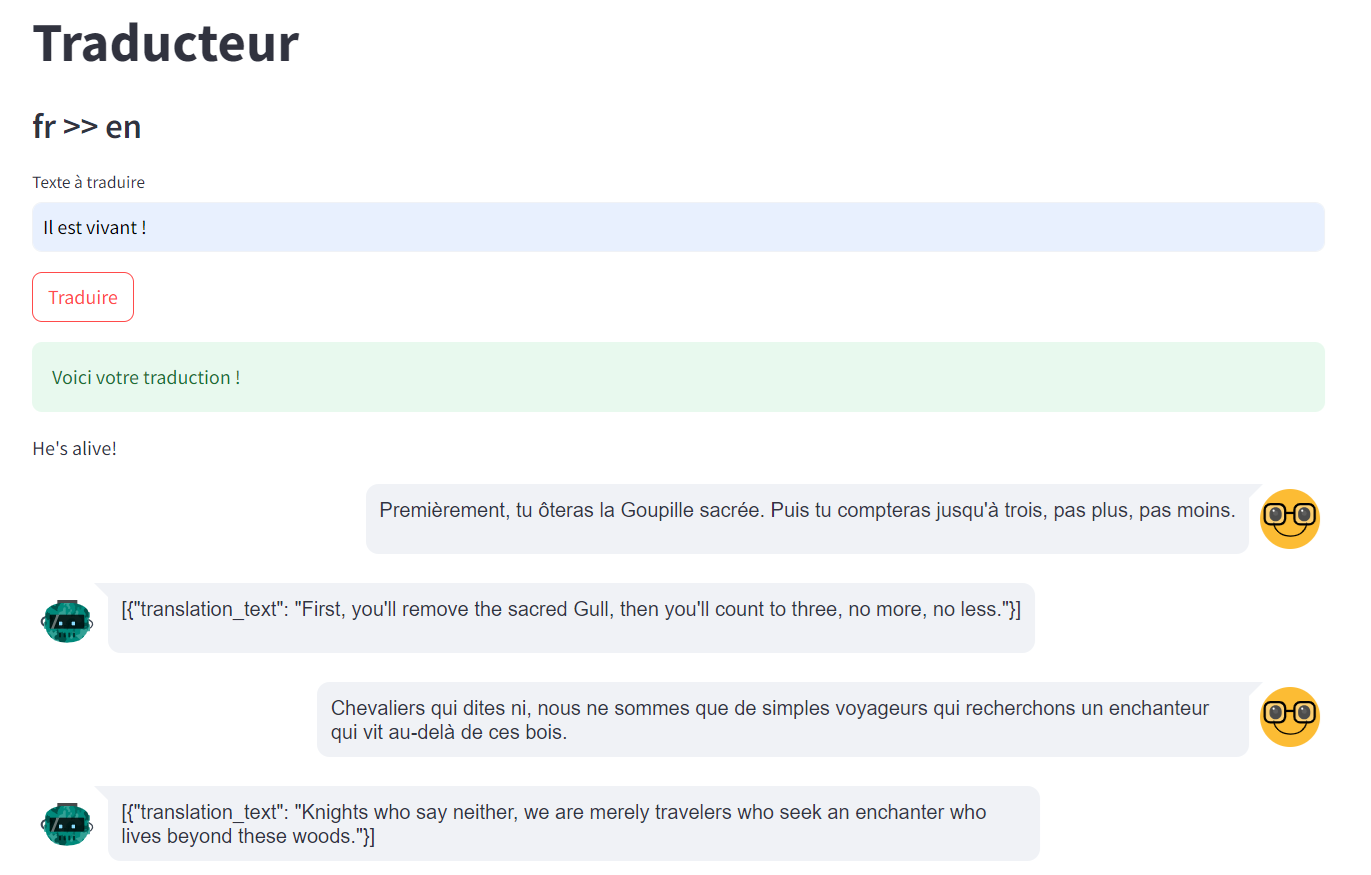 Traducteur
fr >> en
Texte à traduire
Il est vivant !
Traduire
Voici votre traduction !
He's alive!
Premièrement, tu ôteras la Goupille sacrée. Puis tu compteras jusqu'à trois, pas plus, pas moins.
[{"translation_text": "First, you'll remove the sacred Gull, then you'll count to three, no more, no less."}]
Chevaliers qui dites ni, nous ne sommes que de simples voyageurs qui recherchons un enchanteur
qui vit au-delà de ces bois.
[{"translation_text": "Knights who say neither, we are merely travelers who seek an enchanter who
lives beyond these woods."}]